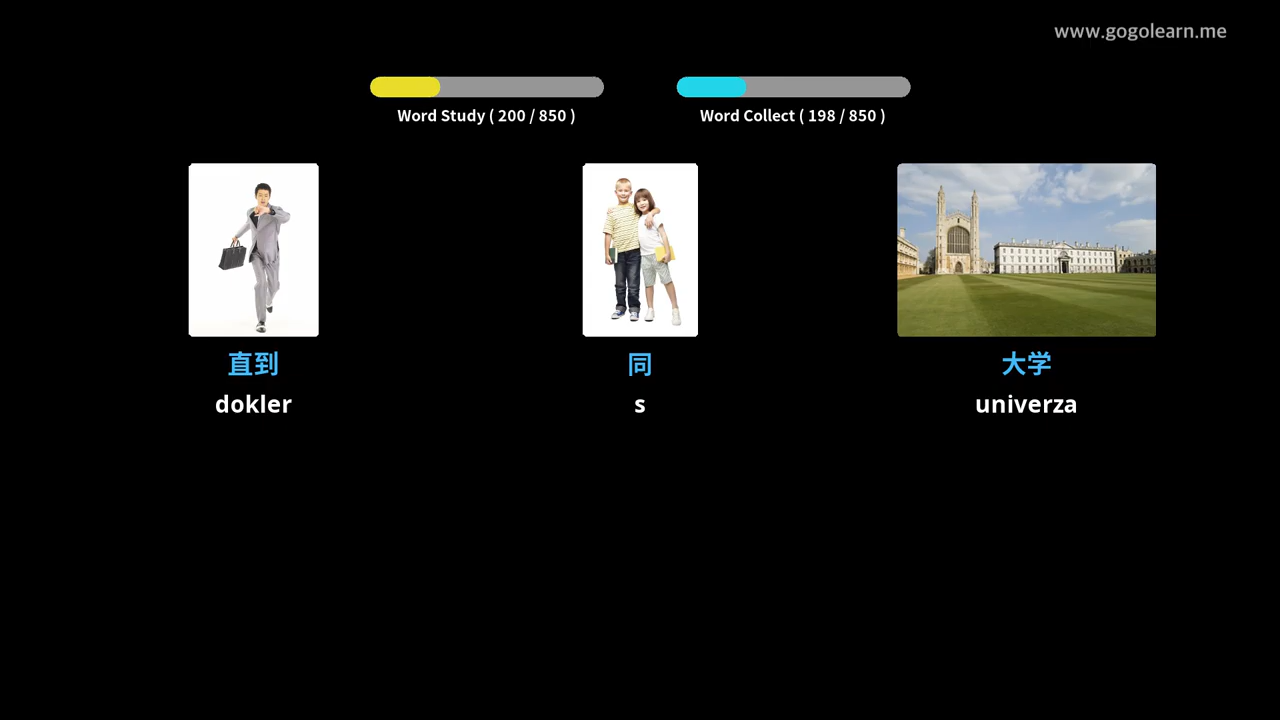 www.gogolearn.me
Word Study ( 200 / 850 )
Word Collect ( 198 / 850 )
直到
dokler
同
s
大学
univerza